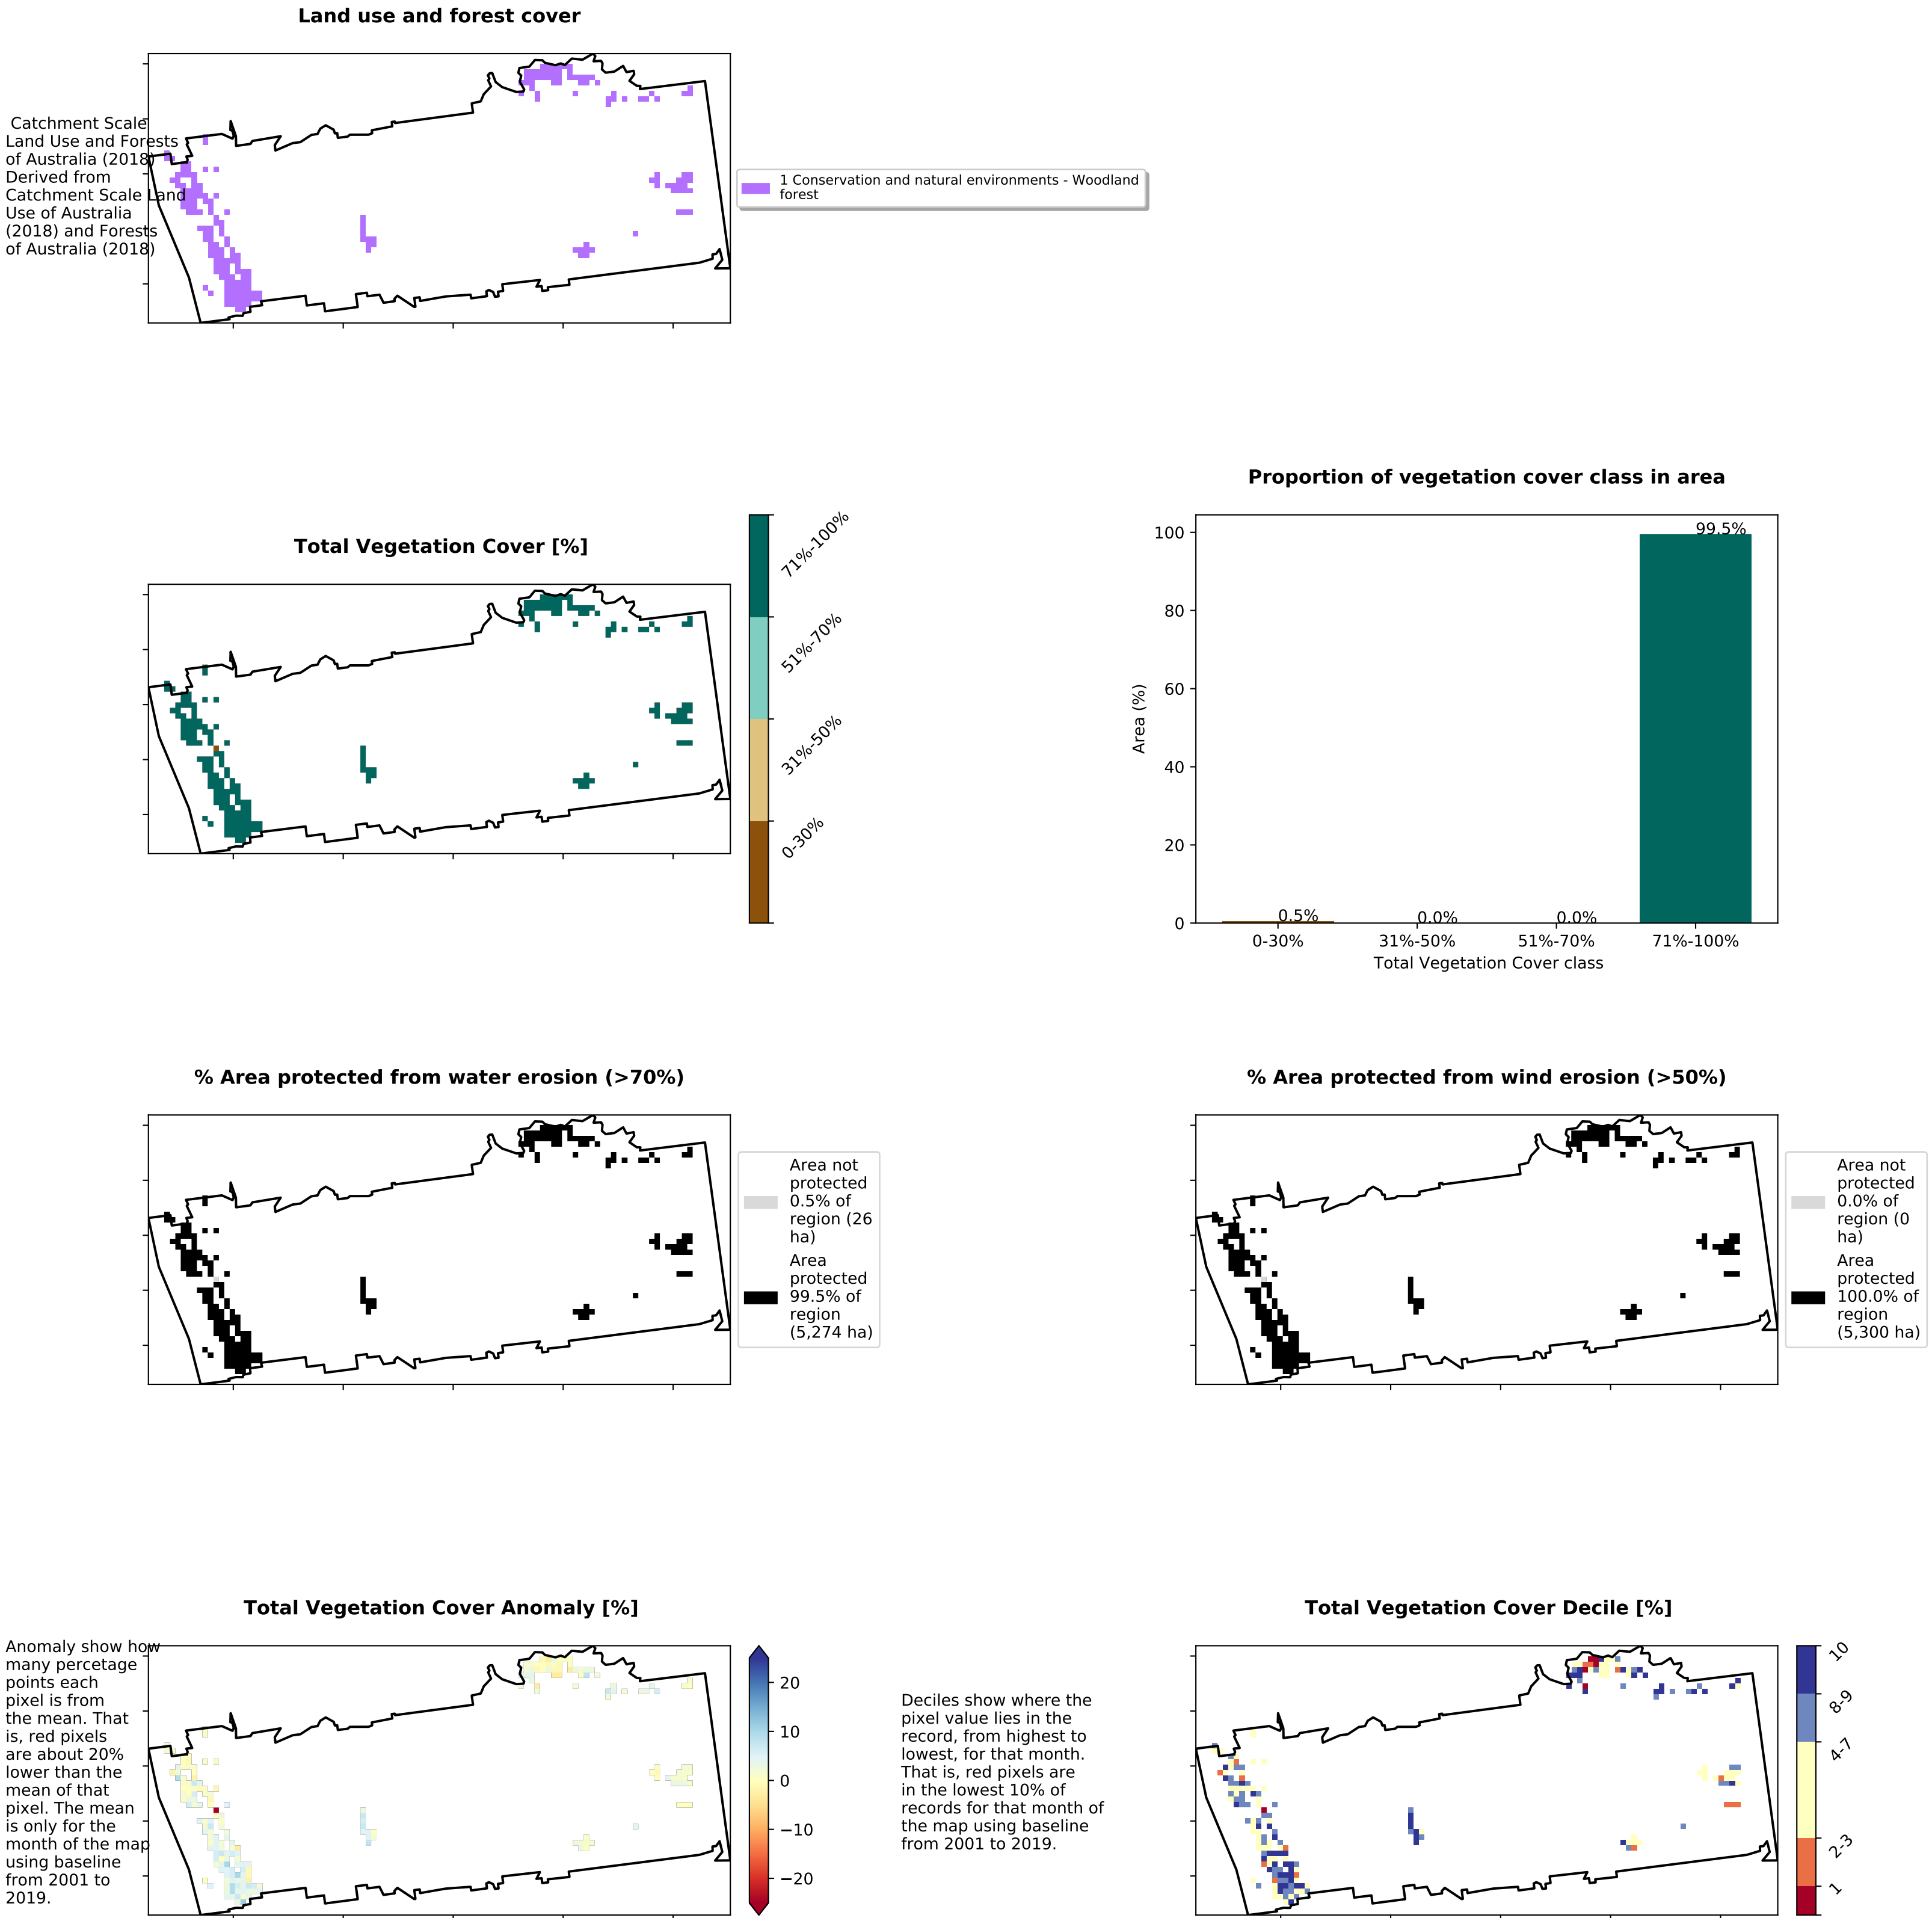 Land use and forest cover
Catchment Scale
Land Use and Forests
of Australia (2018)
Derived from
Catchment Scale Land
Use of Australia
(2018) and Forests
of Australia (2018)
1 Conservation and natural environments - Woodland
forest
Total Vegetation Cover [%]
71%-100%
51%-70%
31%-50%
0-30%
Proportion of vegetation cover class in area
Area (%)
100
80
60
40
20
0
0.5%
0.0%
0.0%
99.5%
0-30%
31%-50%
51%-70%
71%-100%
Total Vegetation Cover class
% Area protected from water erosion (>70%)
Area not
protected
0.5% of
region (26
ha)
Area
protected
99.5% of
region
(5,274 ha)
% Area protected from wind erosion (>50%)
Area not
protected
0.0% of
region (0
ha)
Area
protected
100.0% of
region
(5,300 ha)
Total Vegetation Cover Anomaly [%]
Anomaly show how
many percetage
points each
pixel is from
the mean. That
is, red pixels
are about 20%
lower than the
mean of that
pixel. The mean
is only for the
month of the map
using baseline
from 2001 to
2019.
20
10
0
−10
−20
Total Vegetation Cover Decile [%]
Deciles show where the
pixel value lies in the
record, from highest to
lowest, for that month.
That is, red pixels are
in the lowest 10% of
records for that month of
the map using baseline
from 2001 to 2019.
10
8-9
4-7
2-3
1